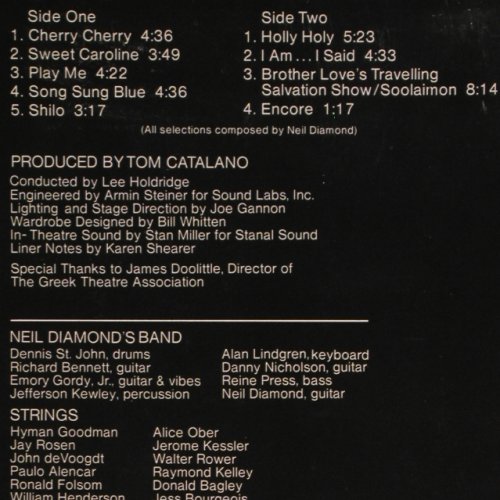 Side One
1. Cherry Cherry 4:36
2. Sweet Caroline 3:49
3. Play Me 4:22
4. Song Sung Blue 4:36
5. Shilo 3:17
Side Two
1. Holly Holy 5:23
2. I Am...I Said 4:33
3. Brother Love's Travelling
Salvation Show/Soolaimon 8:14
4. Encore 1:17
(All selections composed by Neil Diamond)
PRODUCED BY TOM CATALANO
Conducted by Lee Holdridge
Engineered by Armin Steiner for Sound Labs, Inc.
Lighting and Stage Direction by Joe Gannon
Wardrobe Designed by Bill Whitten
In-Theatre Sound by Stan Miller for Stanal Sound
Liner Notes by Karen Shearer
Special Thanks to James Doolittle, Director of
The Greek Theatre Association
NEIL DIAMOND'S BAND
Dennis St. John, drums
Richard Bennett, guitar
Emory Gordy, Jr., guitar & vibes
Jefferson Kewley, percussion
Alan Lindgren, keyboard
Danny Nicholson, guitar
Reine Press, bass
Neil Diamond, guitar
STRINGS
Hyman Goodman
Jay Rosen
John deVoogdt
Paulo Alencar
Ronald Folsom
William Henderson
Alice Ober
Jerome Kessler
Walter Rower
Raymond Kelley
Donald Bagley
Jess Bourgeois